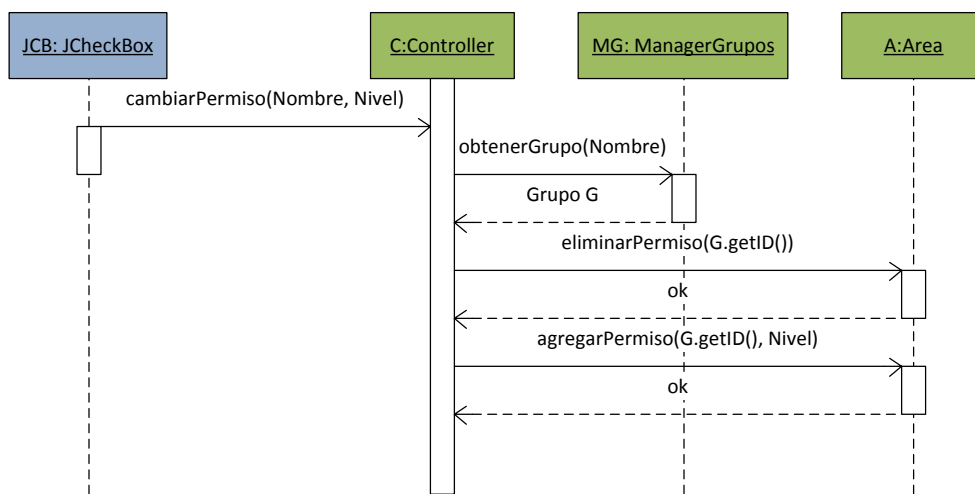 JCB: JCheckBox
C:Controller
MG: ManagerGrupos
A:Area
cambiarPermiso(Nombre, Nivel)
obtenerGrupo(Nombre)
Grupo G
eliminarPermiso(G.getID())
ok
agregarPermiso(G.getID(), Nivel)
ok